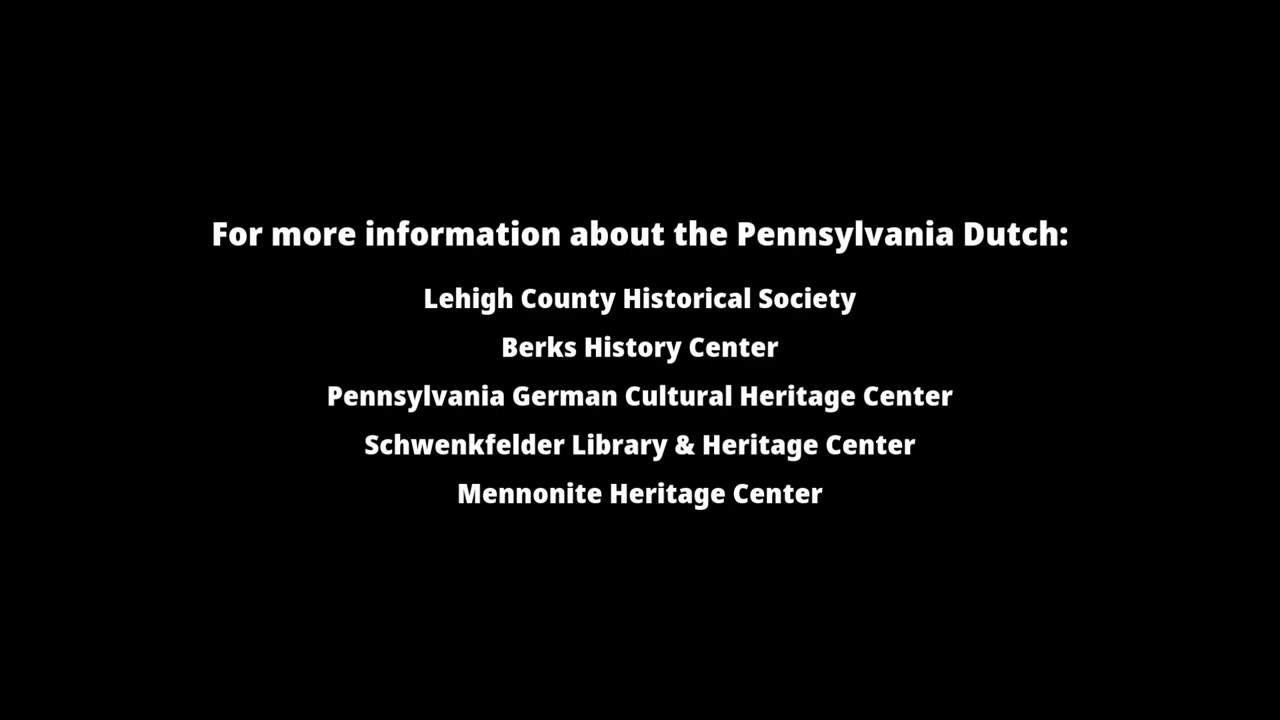 For more information about the Pennsylvania Dutch:
Lehigh County Historical Society
Berks History Center
Pennsylvania German Cultural Heritage Center
Schwenkfelder Library & Heritage Center
Mennonite Heritage Center